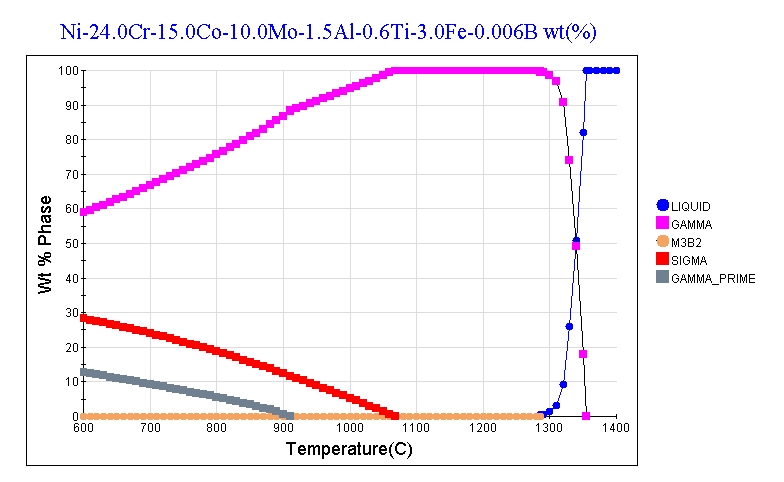 Ni-24.0Cr-15.0Co-10.0Mo-1.5Al-0.6Ti-3.0Fe-0.006B wt(%)
100
90
80
70
60
50
40
30
20
10
0
Wt % Phase
600 700 800 900 1000 1100 1200 1300 1400
Temperature(C)
LIQUID
GAMMA
M3B2
SIGMA
GAMMA_PRIME